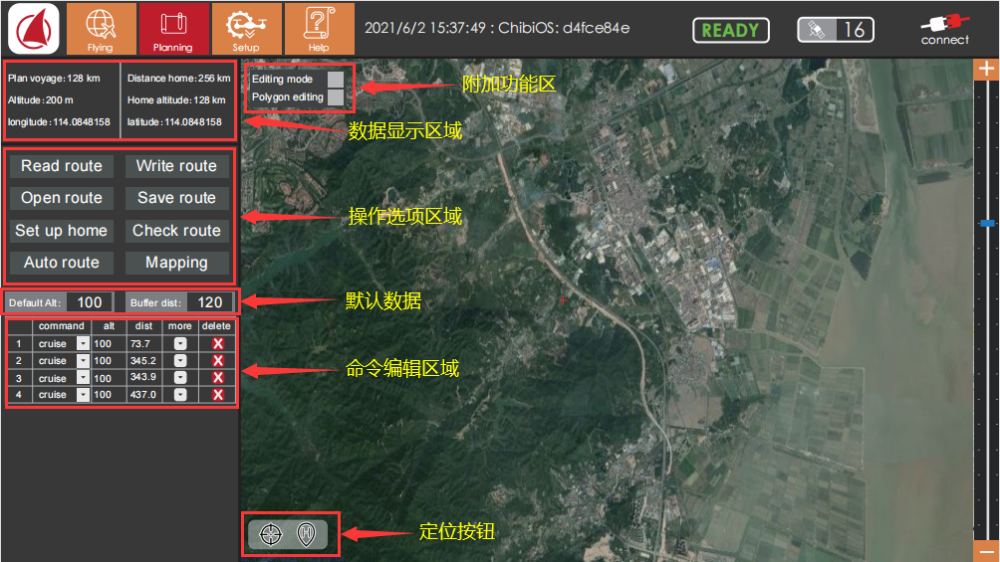 Flying
Planning
Setup
Help
2021/6/2 15:37:49 : ChibiOS: d4fce84e
READY
16
connect
Plan voyage: 128 km
Distance home: 256 km
Altitude: 200 m
Home altitude: 128 km
longitude: 114.0848158
latitude: 114.0848158
Editing mode
Polygon editing
附加功能区
数据显示区域
Read route
Write route
Open route
Save route
Set up home
Check route
Auto route
Mapping
操作选项区域
Default Alt: 100
Buffer dist: 120
默认数据
command alt dist more delete
1 cruise 100 73.7 X
2 cruise 100 345.2 X
3 cruise 100 343.9 X
4 cruise 100 437.0 X
命令编辑区域
H
定位按钮